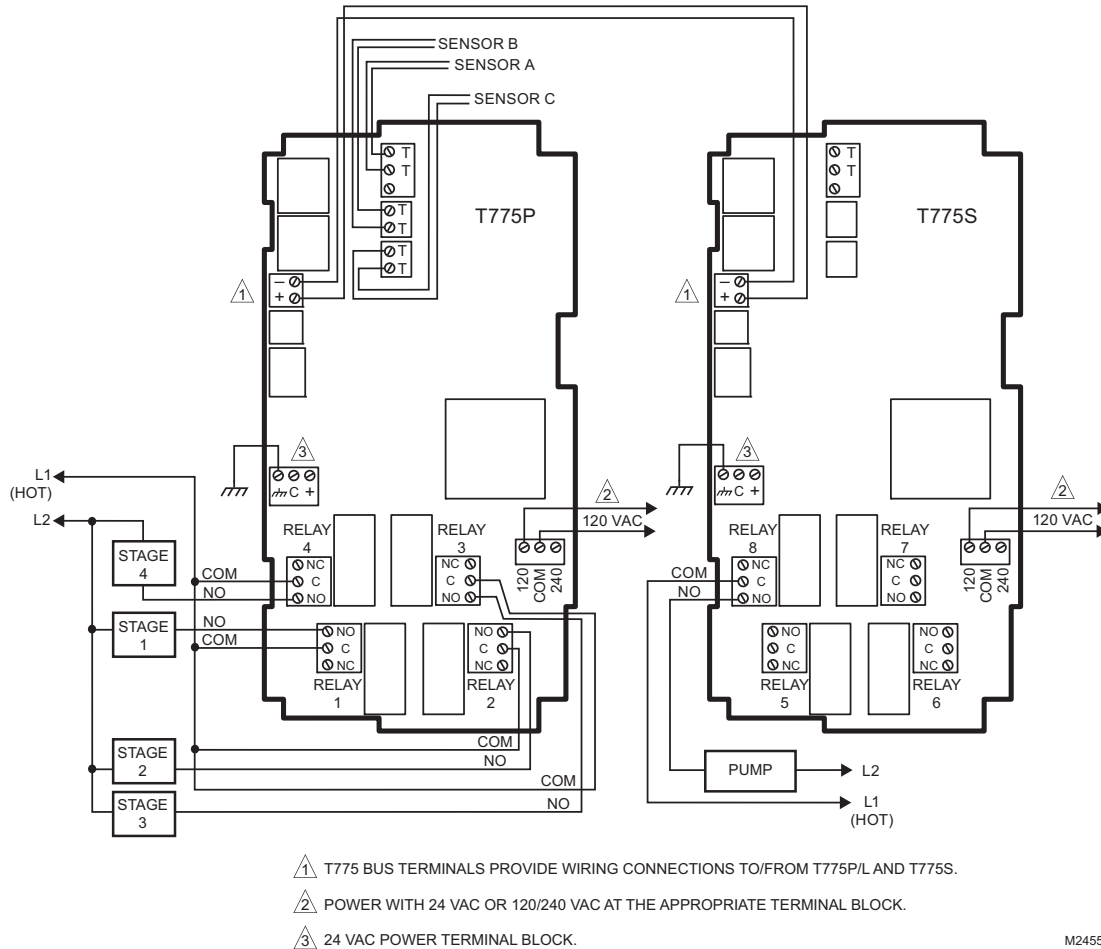 SENSOR B
SENSOR A
SENSOR C
T
T
T
T
T
T
T775P
1
–
+
3
C +
L1
(HOT)
L2
STAGE
4
STAGE
1
STAGE
2
STAGE
3
COM
NO
NO
COM
COM
NO
COM
NO
RELAY
4
NC
C
NO
RELAY
3
NC
C
NO
NO
C
NC
RELAY
1
NO
C
NC
RELAY
2
2
120 VAC
120
COM
240
T
T
T775S
1
–
+
3
C +
COM
NO
RELAY
8
NC
C
NO
RELAY
7
NC
C
NO
NO
C
NC
RELAY
5
NO
C
NC
RELAY
6
2
120 VAC
120
COM
240
PUMP
L2
L1
(HOT)
1 T775 BUS TERMINALS PROVIDE WIRING CONNECTIONS TO/FROM T775P/L AND T775S.
2 POWER WITH 24 VAC OR 120/240 VAC AT THE APPROPRIATE TERMINAL BLOCK.
3 24 VAC POWER TERMINAL BLOCK.